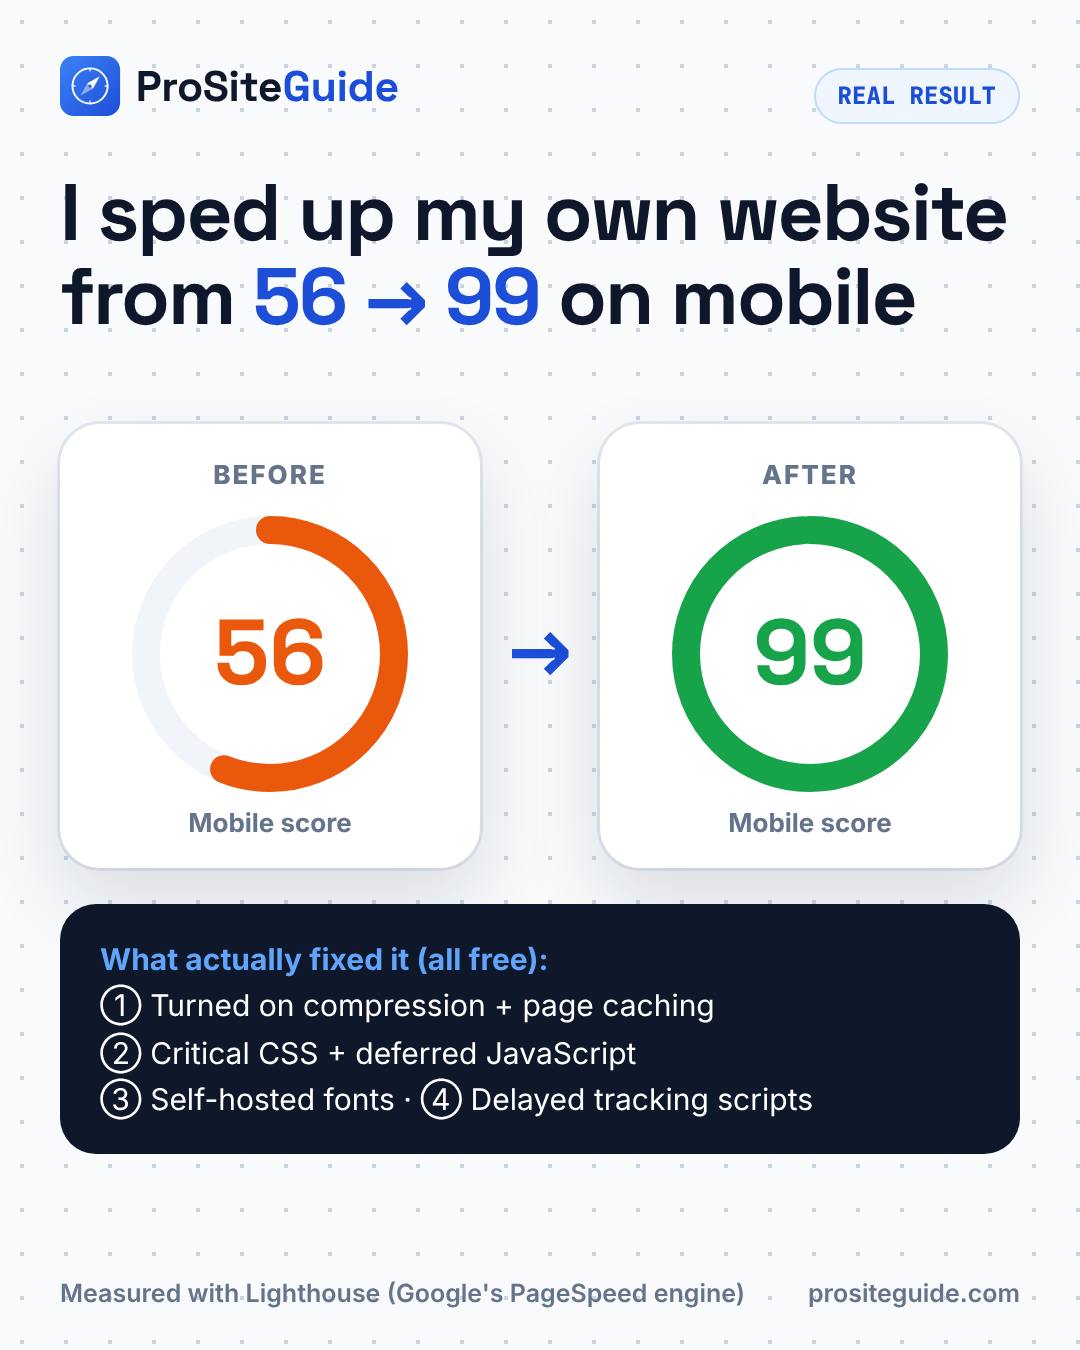 ProSiteGuide
REAL RESULT
I sped up my own website
from 56 → 99 on mobile
BEFORE
56
Mobile score
→
AFTER
99
Mobile score
What actually fixed it (all free):
① Turned on compression + page caching
② Critical CSS + deferred JavaScript
③ Self-hosted fonts · ④ Delayed tracking scripts
Measured with Lighthouse (Google's PageSpeed engine)
prositeguide.com